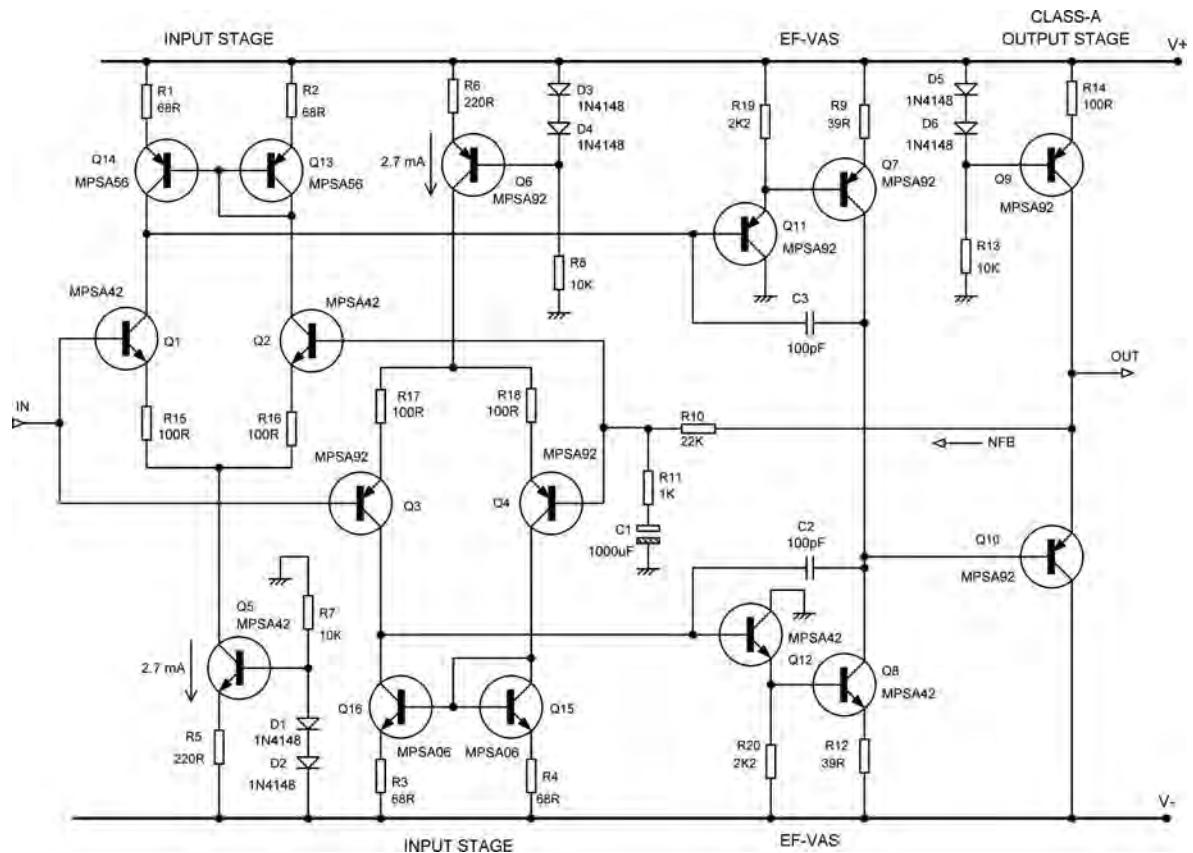 INPUT STAGE
EF-VAS
CLASS-A
OUTPUT STAGE
V+
R1
68R
R2
68R
R6
220R
D3
1N4148
D4
1N4148
R19
2K2
R9
39R
D5
1N4148
D6
1N4148
R14
100R
Q14
MPSA56
Q13
MPSA56
2.7 mA
Q6
MPSA92
Q7
MPSA92
Q9
MPSA92
Q11
MPSA92
R8
10K
R13
10K
MPSA42
Q1
MPSA42
Q2
C3
100pF
OUT
IN
R15
100R
R16
100R
R17
100R
R18
100R
R10
22K
NFB
MPSA92
Q3
MPSA92
Q4
R11
1K
C1
1000uF
C2
100pF
Q10
MPSA92
Q5
MPSA42
R7
10K
2.7 mA
MPSA42
Q12
Q8
MPSA42
Q16
MPSA06
Q15
MPSA06
R5
220R
D1
1N4148
D2
1N4148
R3
68R
R4
68R
R20
2K2
R12
39R
V-
INPUT STAGE
EF-VAS